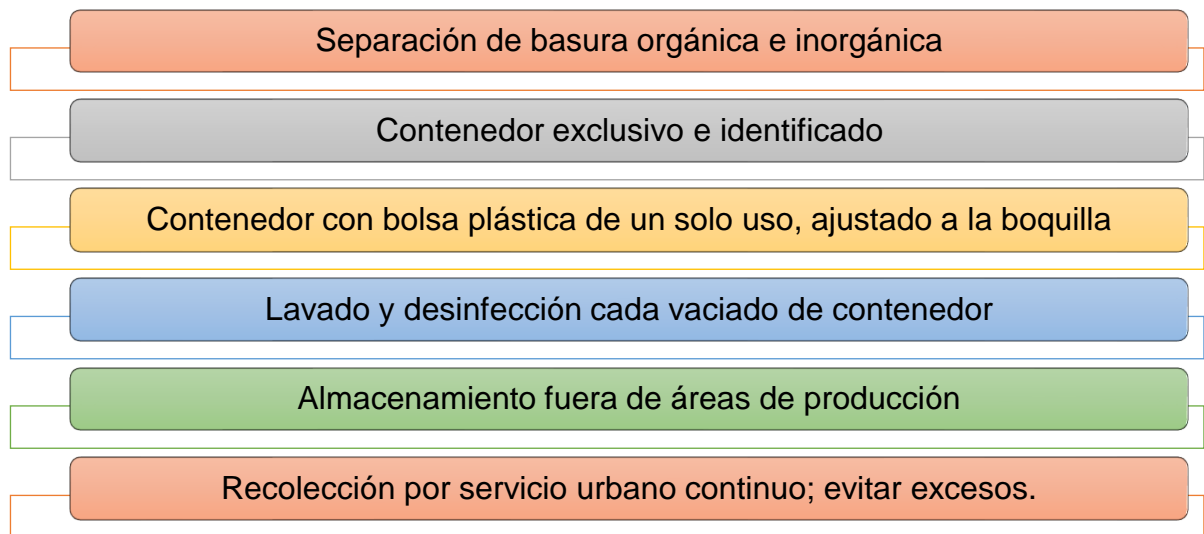 Separación de basura orgánica e inorgánica
Contenedor exclusivo e identificado
Contenedor con bolsa plástica de un solo uso, ajustado a la boquilla
Lavado y desinfección cada vaciado de contenedor
Almacenamiento fuera de áreas de producción
Recolección por servicio urbano continuo; evitar excesos.